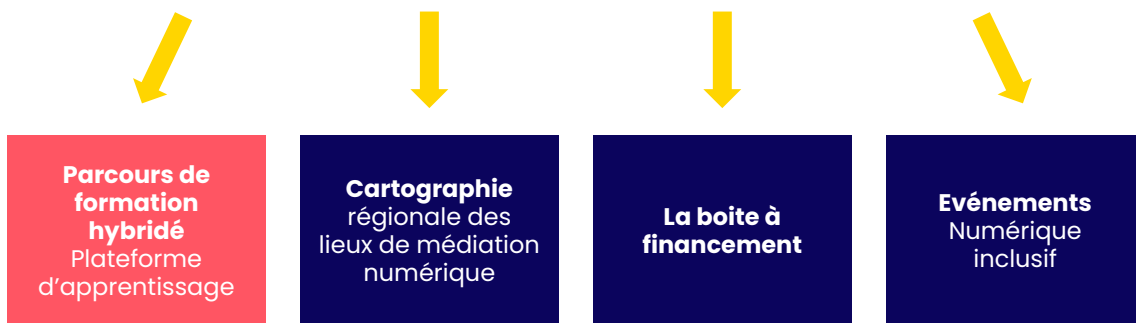 Parcours de
formation
hybridé
Plateforme
d'apprentissage
Cartographie
régionale des
lieux de médiation
numérique
La boite à
financement
Evénements
Numérique
inclusif